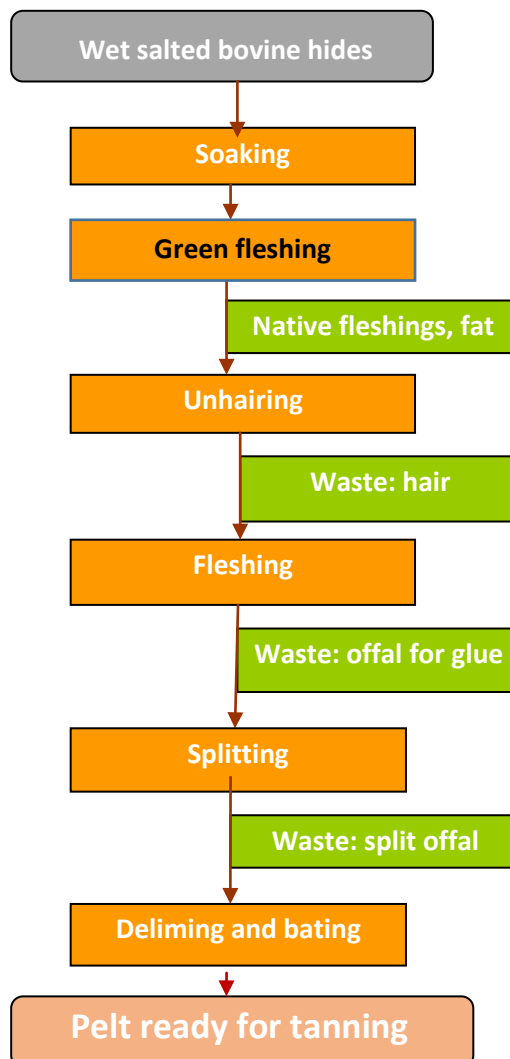 Wet salted bovine hides
Soaking
Green fleshing
Native fleshings, fat
Unhairing
Waste: hair
Fleshing
Waste: offal for glue
Splitting
Waste: split offal
Deliming and bating
Pelt ready for tanning